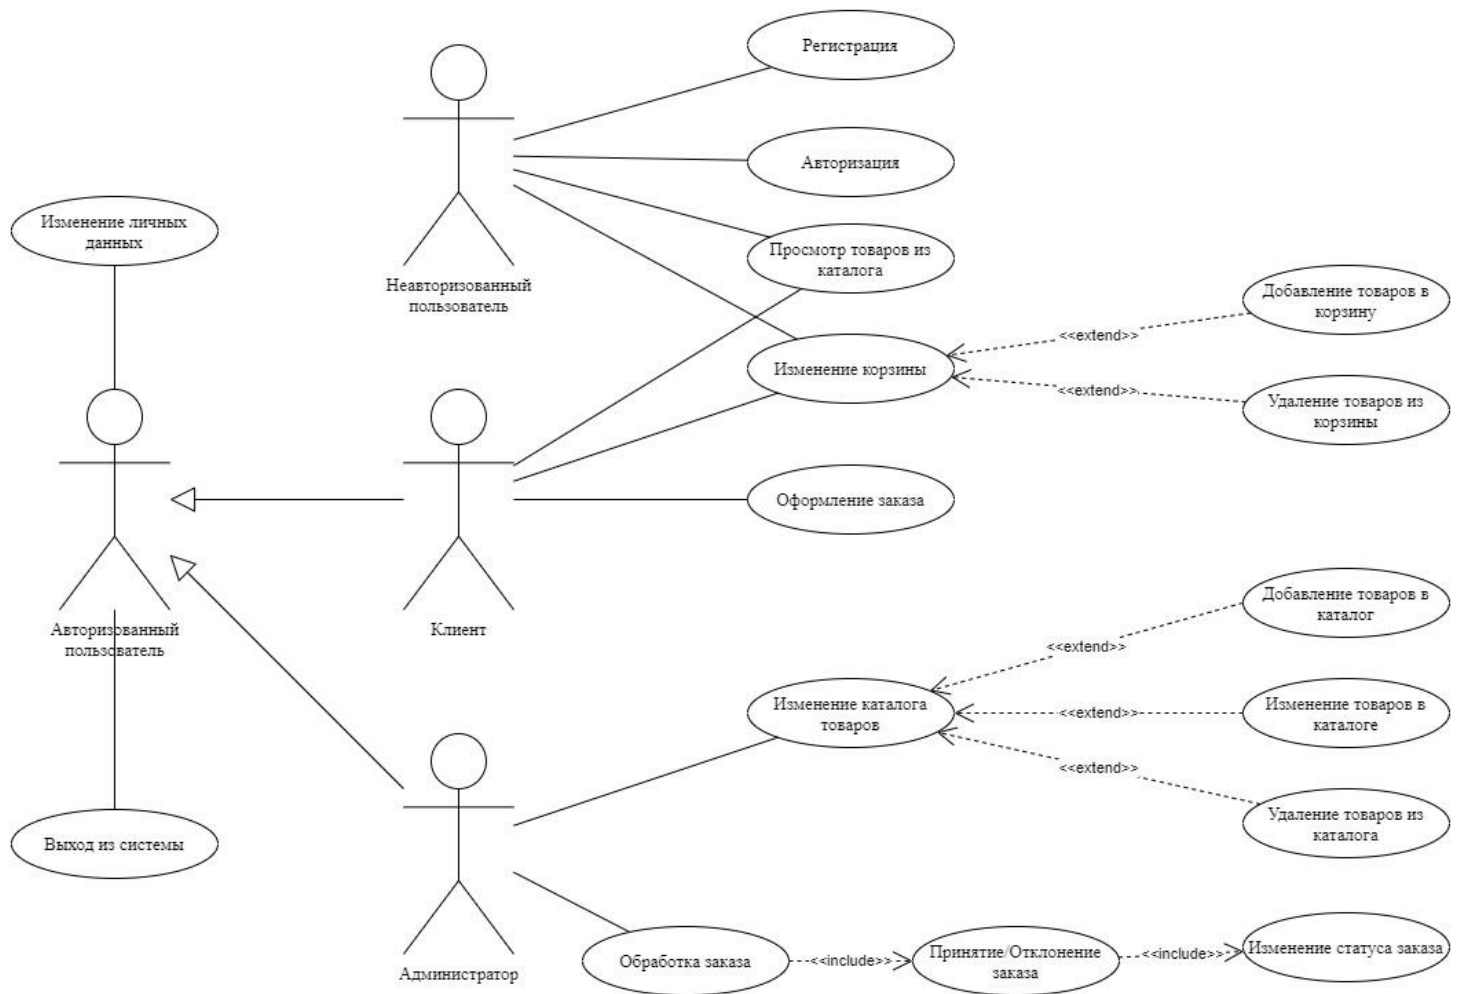 Регистрация
Авторизация
Изменение личных
данных
Просмотр товаров из
каталога
Неавторизованный
пользователь
Добавление товаров в
корзину
<<extend>>
Изменение корзины
<<extend>>
Удаление товаров из
корзины
Оформление заказа
Авторизованный
пользователь
Клиент
Добавление товаров в
каталог
<<extend>>
Изменение каталога
товаров
<<extend>>
Изменение товаров в
каталоге
<<extend>>
Удаление товаров из
каталога
Выход из системы
Администратор
Обработка заказа
<<include>>
Принятие/Отклонение
заказа
<<include>>
Изменение статуса заказа